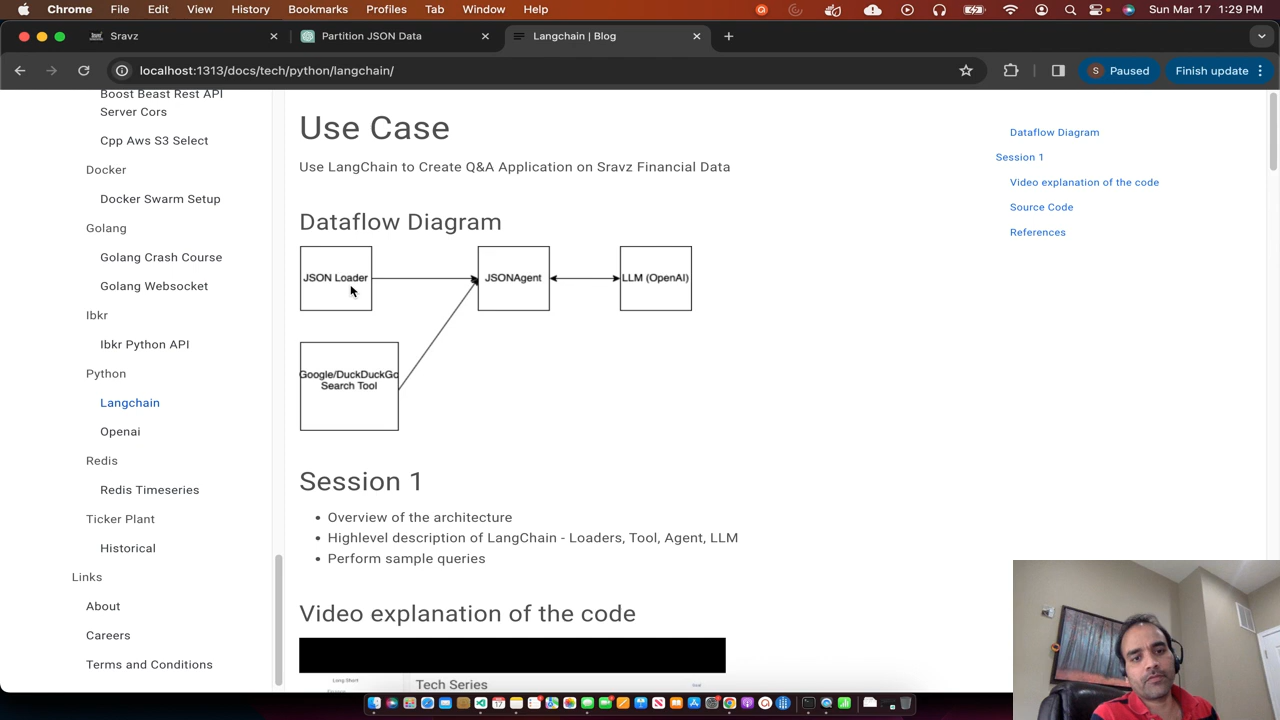 Chrome File Edit View History Bookmarks Profiles Tab Window Help Sun Mar 17 1:29 PM
Sravz Partition JSON Data Langchain | Blog
localhost:1313/docs/tech/python/langchain/ S Paused Finish update
Boost Beast Rest API
Server Cors
Cpp Aws S3 Select
Docker
Docker Swarm Setup
Golang
Golang Crash Course
Golang Websocket
Ibkr
Ibkr Python API
Python
Langchain
Openai
Redis
Redis Timeseries
Ticker Plant
Historical
Links
About
Careers
Terms and Conditions
Use Case
Use LangChain to Create Q&A Application on Sravz Financial Data
Dataflow Diagram
JSON Loader
JSONAgent
LLM (OpenAI)
Google/DuckDuckGo
Search Tool
Session 1
Overview of the architecture
Highlevel description of LangChain - Loaders, Tool, Agent, LLM
Perform sample queries
Video explanation of the code
Long Short
Tech Series
Dataflow Diagram
Session 1
Video explanation of the code
Source Code
References